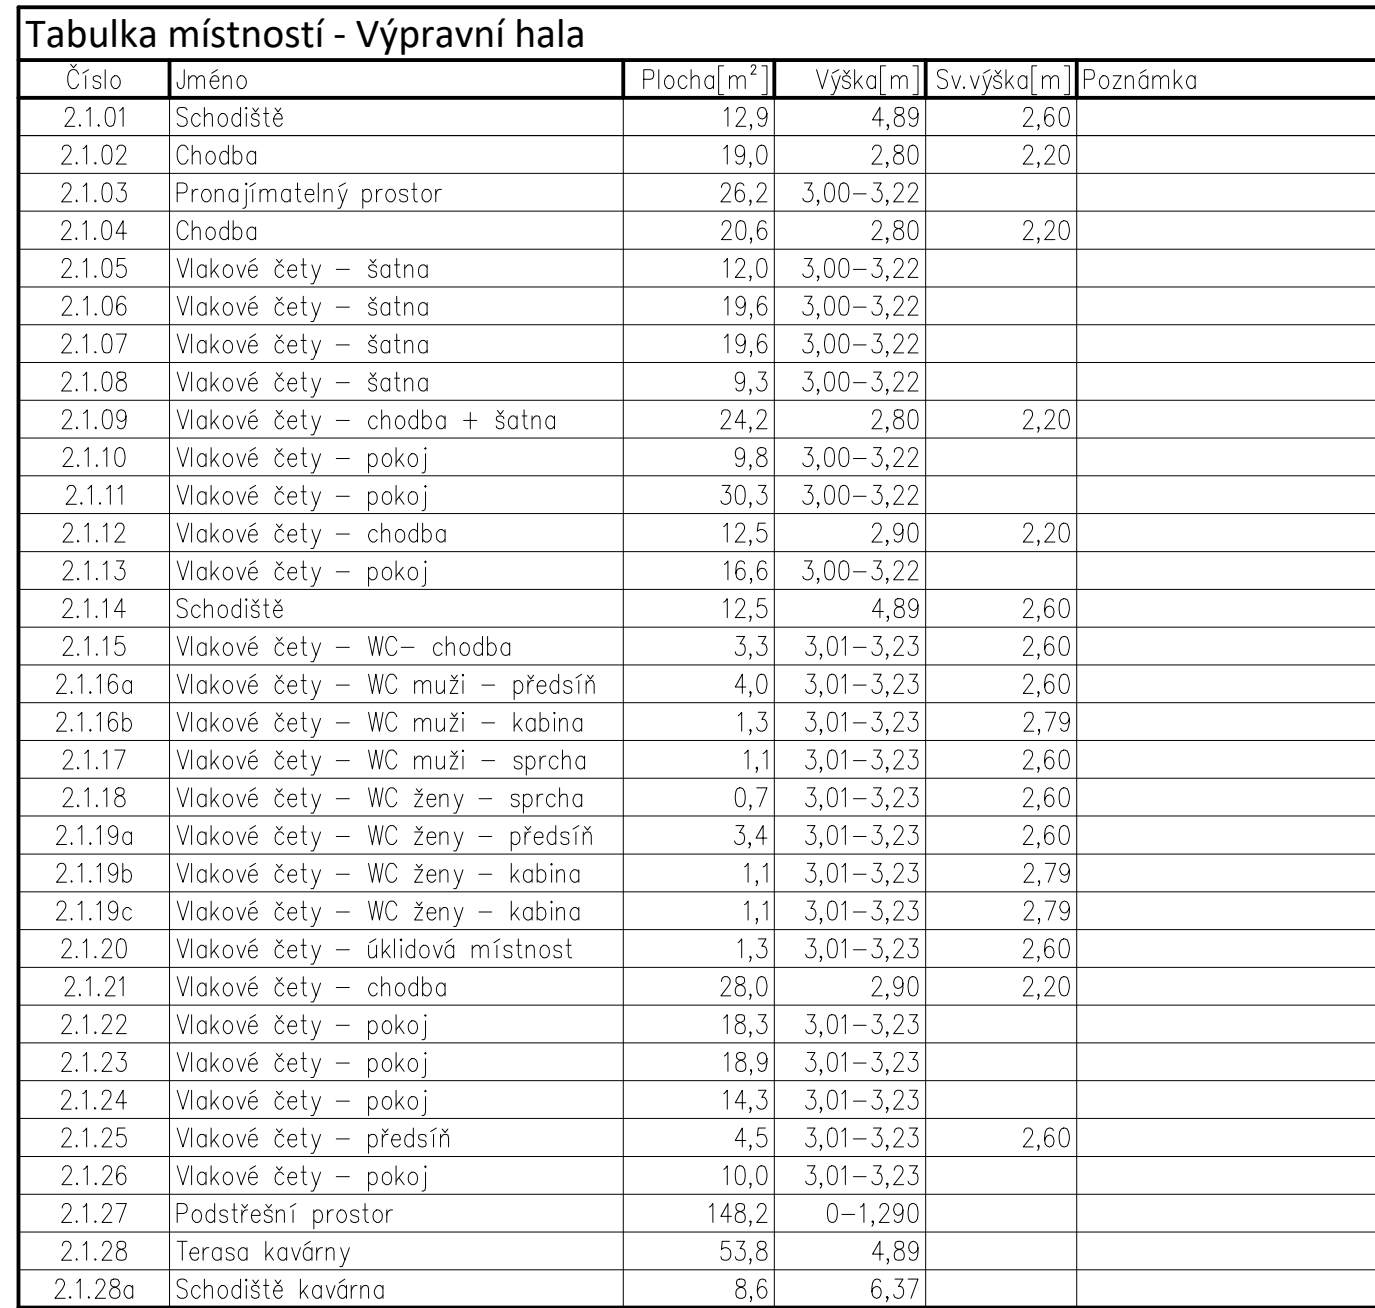 Tabulka místností - Výpravní hala
Číslo Jméno Plocha[m²] Výška[m] Sv.výška[m] Poznámka
2.1.01 Schodiště 12,9 4,89 2,60
2.1.02 Chodba 19,0 2,80 2,20
2.1.03 Pronajímatelný prostor 26,2 3,00–3,22
2.1.04 Chodba 20,6 2,80 2,20
2.1.05 Vlakové čety – šatna 12,0 3,00–3,22
2.1.06 Vlakové čety – šatna 19,6 3,00–3,22
2.1.07 Vlakové čety – šatna 19,6 3,00–3,22
2.1.08 Vlakové čety – šatna 9,3 3,00–3,22
2.1.09 Vlakové čety – chodba + šatna 24,2 2,80 2,20
2.1.10 Vlakové čety – pokoj 9,8 3,00–3,22
2.1.11 Vlakové čety – pokoj 30,3 3,00–3,22
2.1.12 Vlakové čety – chodba 12,5 2,90 2,20
2.1.13 Vlakové čety – pokoj 16,6 3,00–3,22
2.1.14 Schodiště 12,5 4,89 2,60
2.1.15 Vlakové čety – WC– chodba 3,3 3,01–3,23 2,60
2.1.16a Vlakové čety – WC muži – předsíň 4,0 3,01–3,23 2,60
2.1.16b Vlakové čety – WC muži – kabina 1,3 3,01–3,23 2,79
2.1.17 Vlakové čety – WC muži – sprcha 1,1 3,01–3,23 2,60
2.1.18 Vlakové čety – WC ženy – sprcha 0,7 3,01–3,23 2,60
2.1.19a Vlakové čety – WC ženy – předsíň 3,4 3,01–3,23 2,60
2.1.19b Vlakové čety – WC ženy – kabina 1,1 3,01–3,23 2,79
2.1.19c Vlakové čety – WC ženy – kabina 1,1 3,01–3,23 2,79
2.1.20 Vlakové čety – úklidová místnost 1,3 3,01–3,23 2,60
2.1.21 Vlakové čety – chodba 28,0 2,90 2,20
2.1.22 Vlakové čety – pokoj 18,3 3,01–3,23
2.1.23 Vlakové čety – pokoj 18,9 3,01–3,23
2.1.24 Vlakové čety – pokoj 14,3 3,01–3,23
2.1.25 Vlakové čety – předsíň 4,5 3,01–3,23 2,60
2.1.26 Vlakové čety – pokoj 10,0 3,01–3,23
2.1.27 Podstřešní prostor 148,2 0–1,290
2.1.28 Terasa kavárny 53,8 4,89
2.1.28a Schodiště kavárna 8,6 6,37